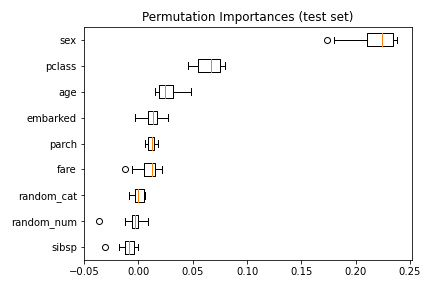 Permutation Importances (test set)
sex
pclass
age
embarked
parch
fare
random_cat
random_num
sibsp
−0.05 0.00 0.05 0.10 0.15 0.20 0.25